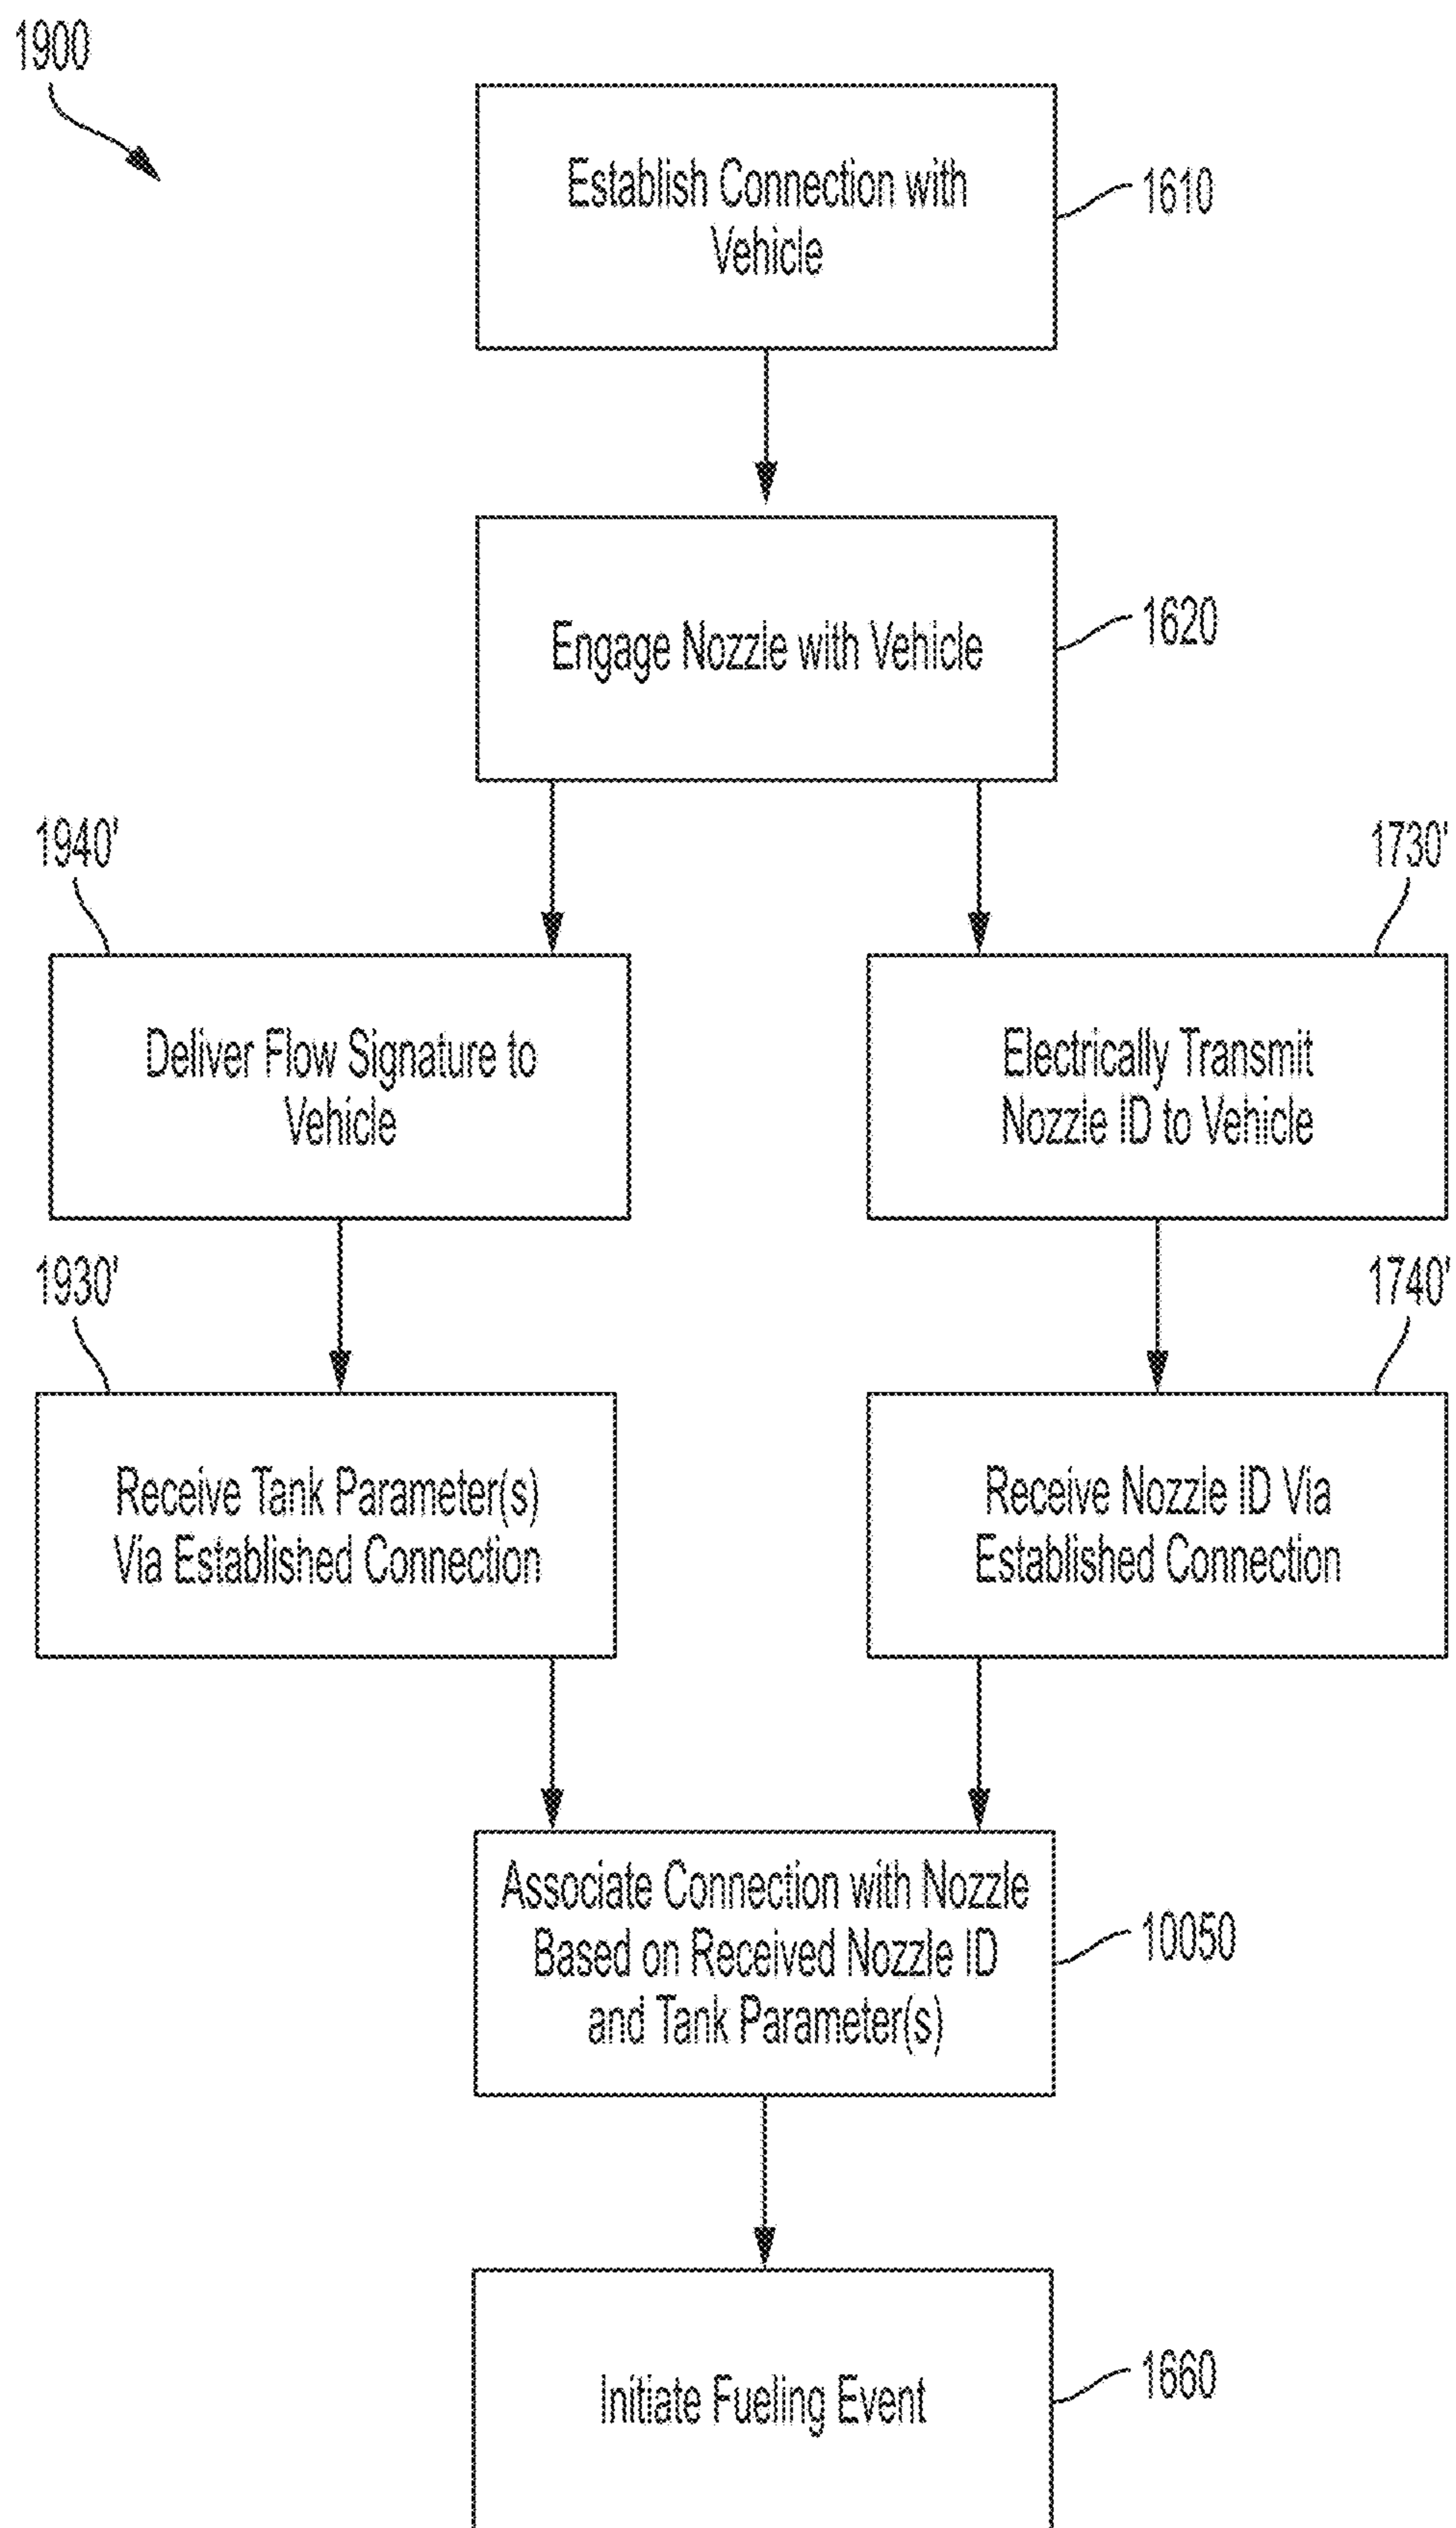 1900
Establish Connection with
Vehicle
1610
Engage Nozzle with Vehicle
1620
1940'
1730'
Deliver Flow Signature to
Vehicle
Electrically Transmit
Nozzle ID to Vehicle
1930'
1740'
Receive Tank Parameter(s)
Via Established Connection
Receive Nozzle ID Via
Established Connection
Associate Connection with Nozzle
Based on Received Nozzle ID
and Tank Parameter(s)
10050
Initiate Fueling Event
1660